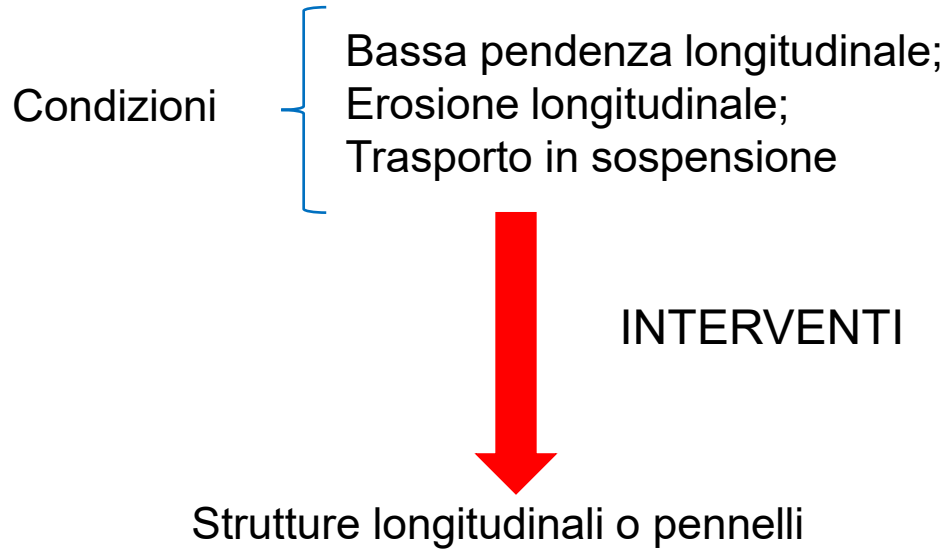 Condizioni
Bassa pendenza longitudinale;
Erosione longitudinale;
Trasporto in sospensione
INTERVENTI
Strutture longitudinali o pennelli